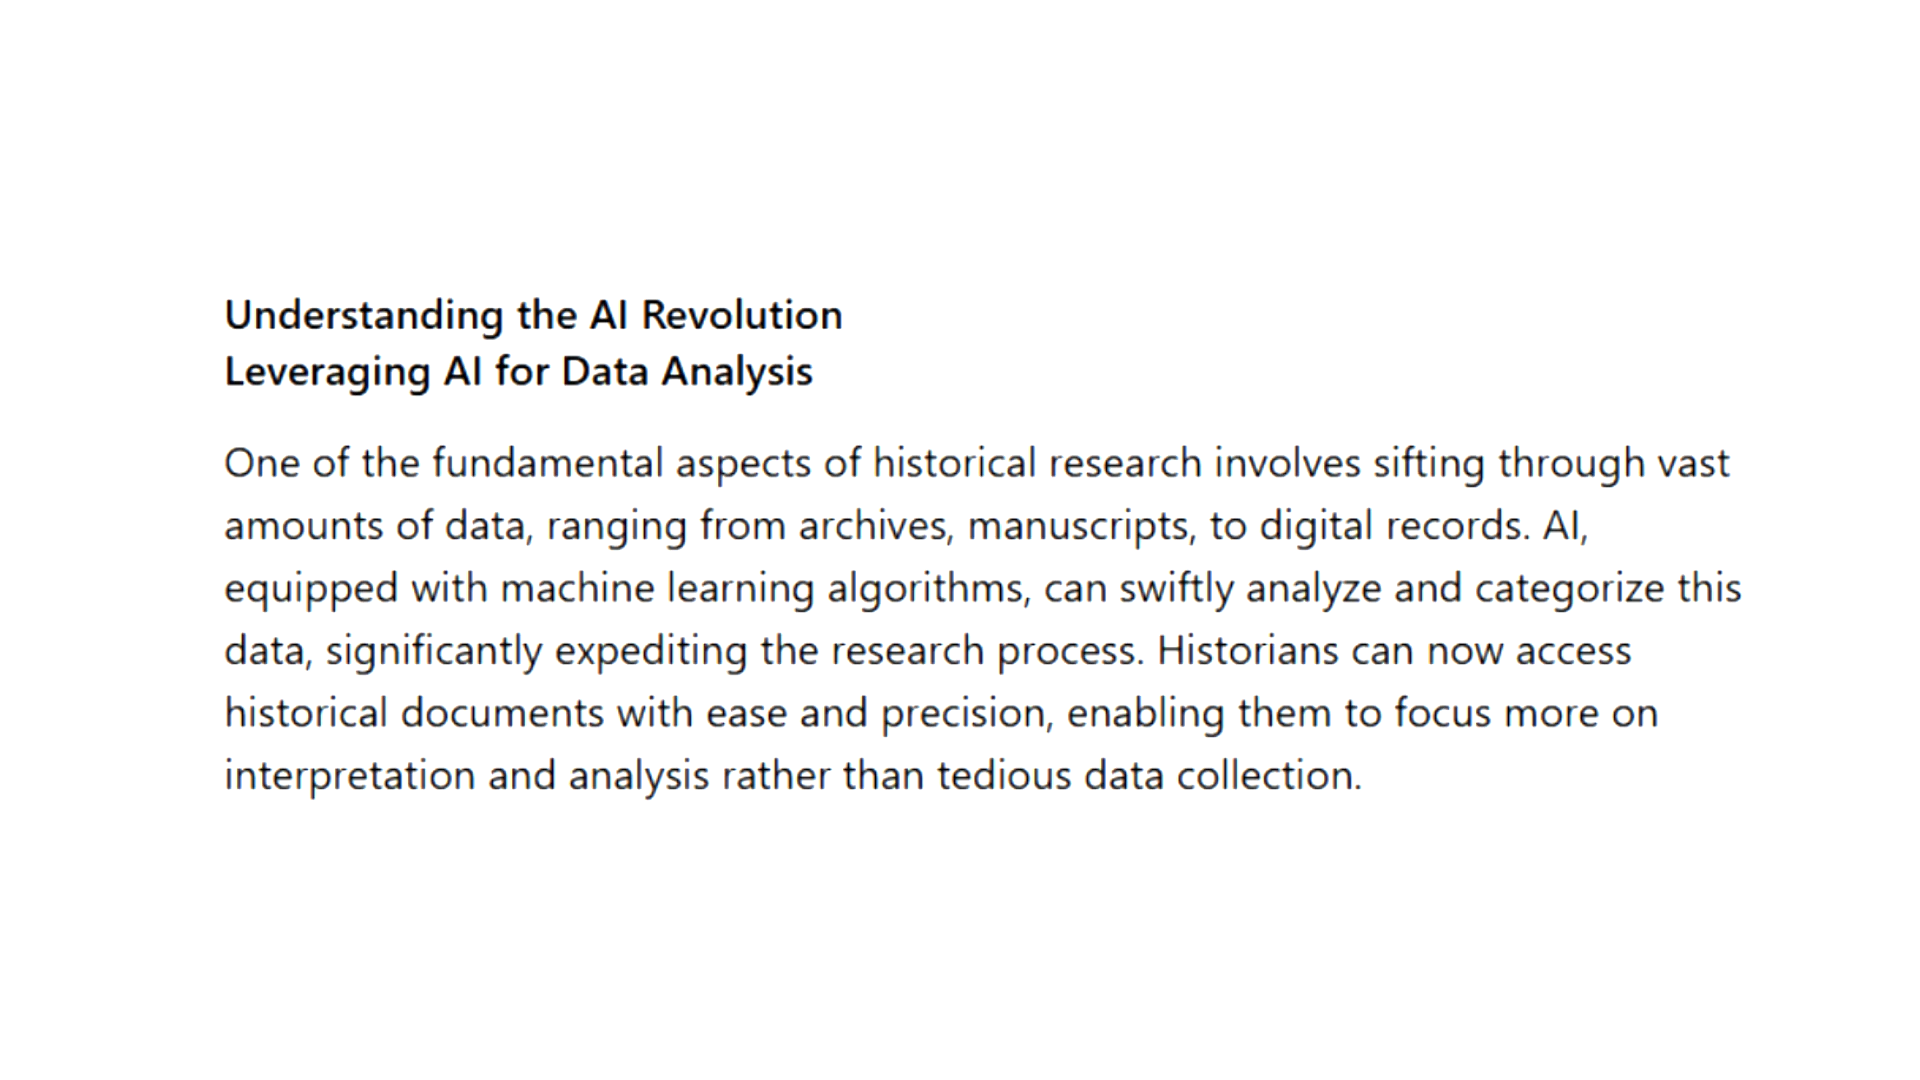 Understanding the AI Revolution
Leveraging AI for Data Analysis
One of the fundamental aspects of historical research involves sifting through vast
amounts of data, ranging from archives, manuscripts, to digital records. AI,
equipped with machine learning algorithms, can swiftly analyze and categorize this
data, significantly expediting the research process. Historians can now access
historical documents with ease and precision, enabling them to focus more on
interpretation and analysis rather than tedious data collection.